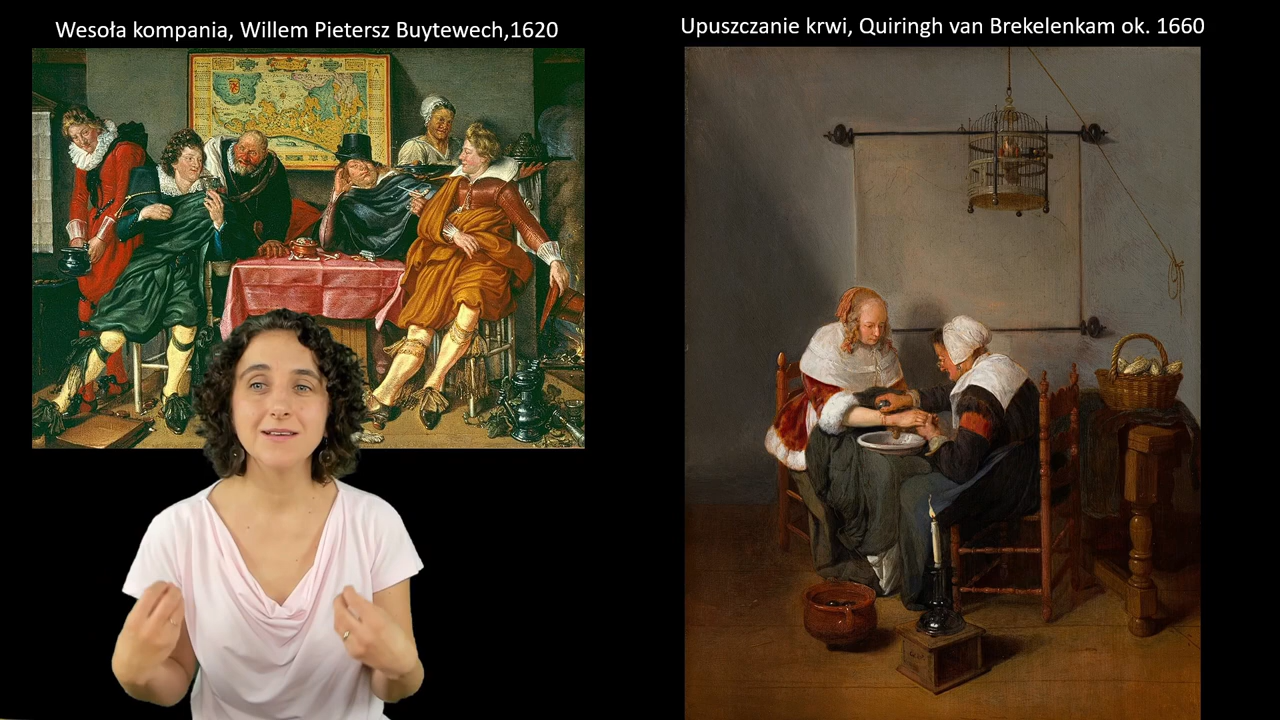 Wesoła kompania, Willem Pietersz Buytewech,1620
Upuszczanie krwi, Quiringh van Brekelenkam ok. 1660